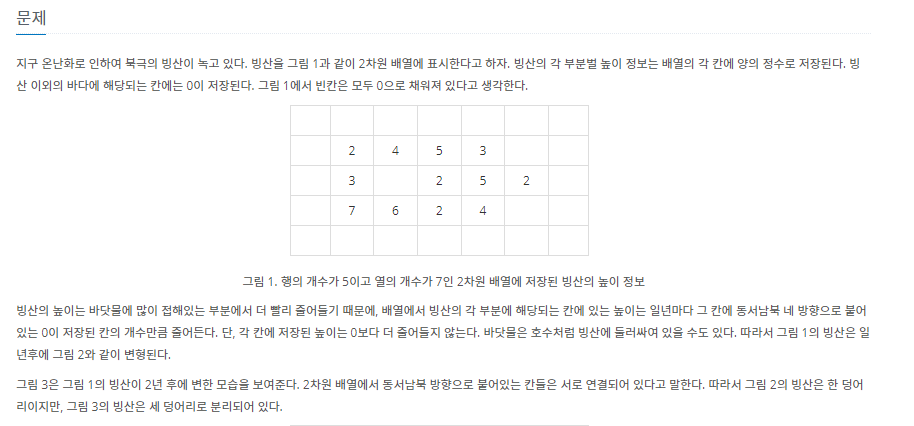 문제
지구 온난화로 인하여 북극의 빙산이 녹고 있다. 빙산을 그림 1과 같이 2차원 배열에 표시한다고 하자. 빙산의 각 부분별 높이 정보는 배열의 각 칸에 양의 정수로 저장된다. 빙
산 이외의 바다에 해당되는 칸에는 0이 저장된다. 그림 1에서 빈칸은 모두 0으로 채워져 있다고 생각한다.
2 4 5 3
3 2 5 2
7 6 2 4
그림 1. 행의 개수가 5이고 열의 개수가 7인 2차원 배열에 저장된 빙산의 높이 정보
빙산의 높이는 바닷물에 많이 접해있는 부분에서 더 빨리 줄어들기 때문에, 배열에서 빙산의 각 부분에 해당되는 칸에 있는 높이는 일년마다 그 칸에 동서남북 네 방향으로 붙어
있는 0이 저장된 칸의 개수만큼 줄어든다. 단, 각 칸에 저장된 높이는 0보다 더 줄어들지 않는다. 바닷물은 호수처럼 빙산에 둘러싸여 있을 수도 있다. 따라서 그림 1의 빙산은 일
년후에 그림 2와 같이 변형된다.
그림 3은 그림 1의 빙산이 2년 후에 변한 모습을 보여준다. 2차원 배열에서 동서남북 방향으로 붙어있는 칸들은 서로 연결되어 있다고 말한다. 따라서 그림 2의 빙산은 한 덩어
리이지만, 그림 3의 빙산은 세 덩어리로 분리되어 있다.